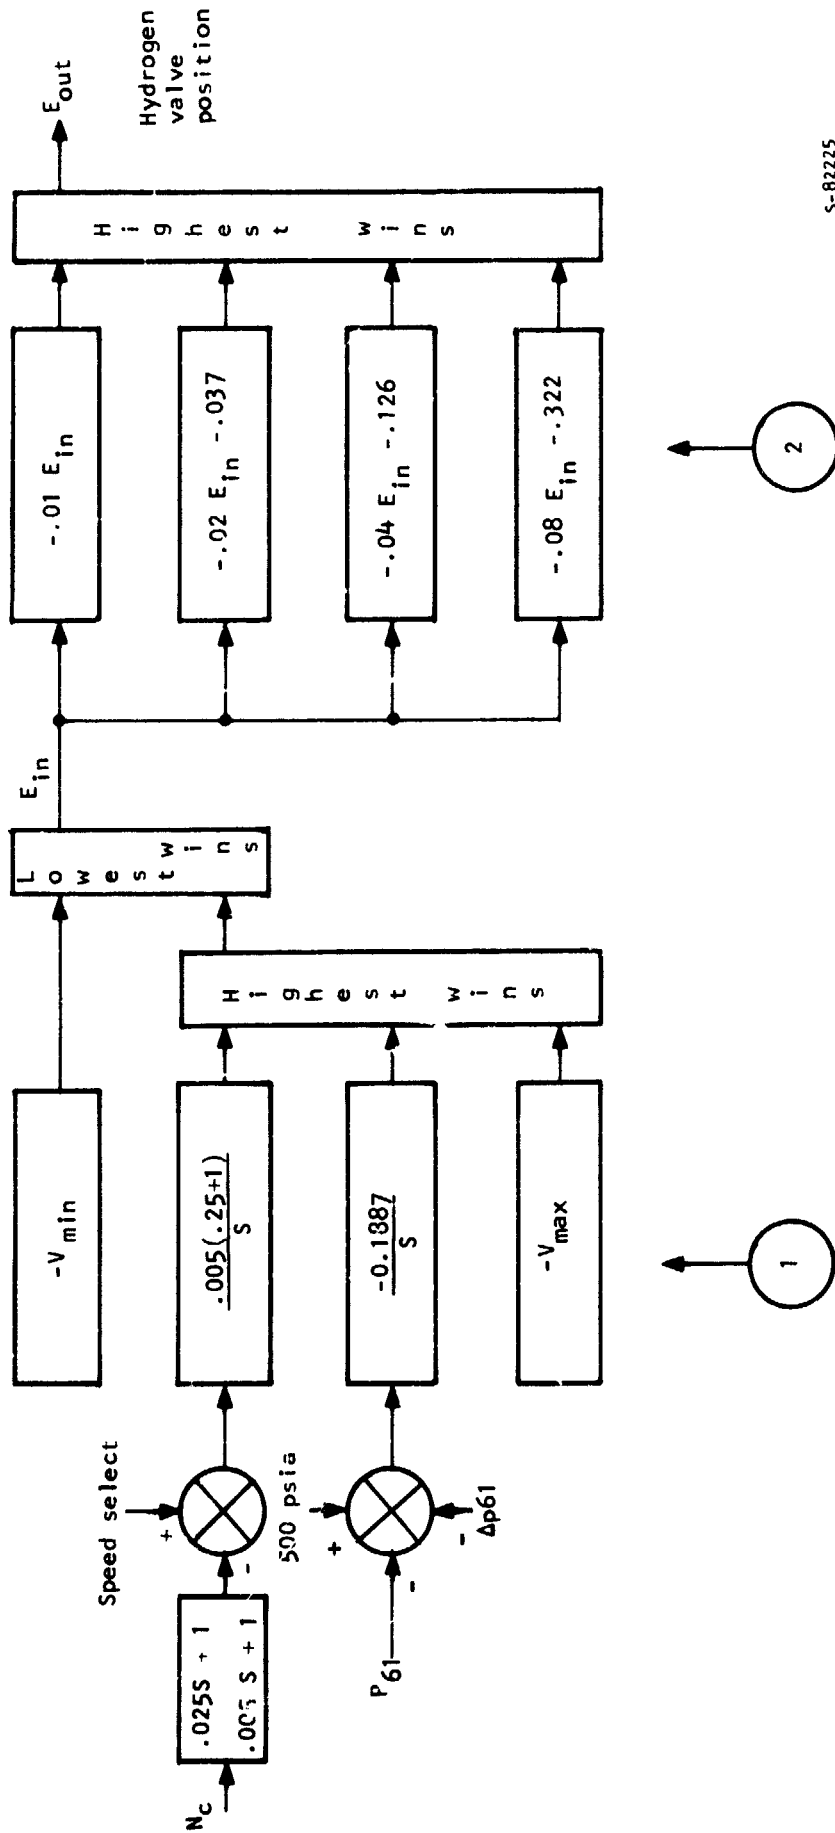 N_c
.025S + 1
.005 S + 1
Speed select
+
-
500 psia
+
-
-
P_61
Δp61
-V_min
.005(.25+1)
S
-0.1887
S
-V_max
1
Highest wins
Lowest wins
E_in
-.01 E_in
-.02 E_in -.037
-.04 E_in -.126
-.08 E_in -.322
2
Highest wins
E_out
Hydrogen
valve
position
S-82225